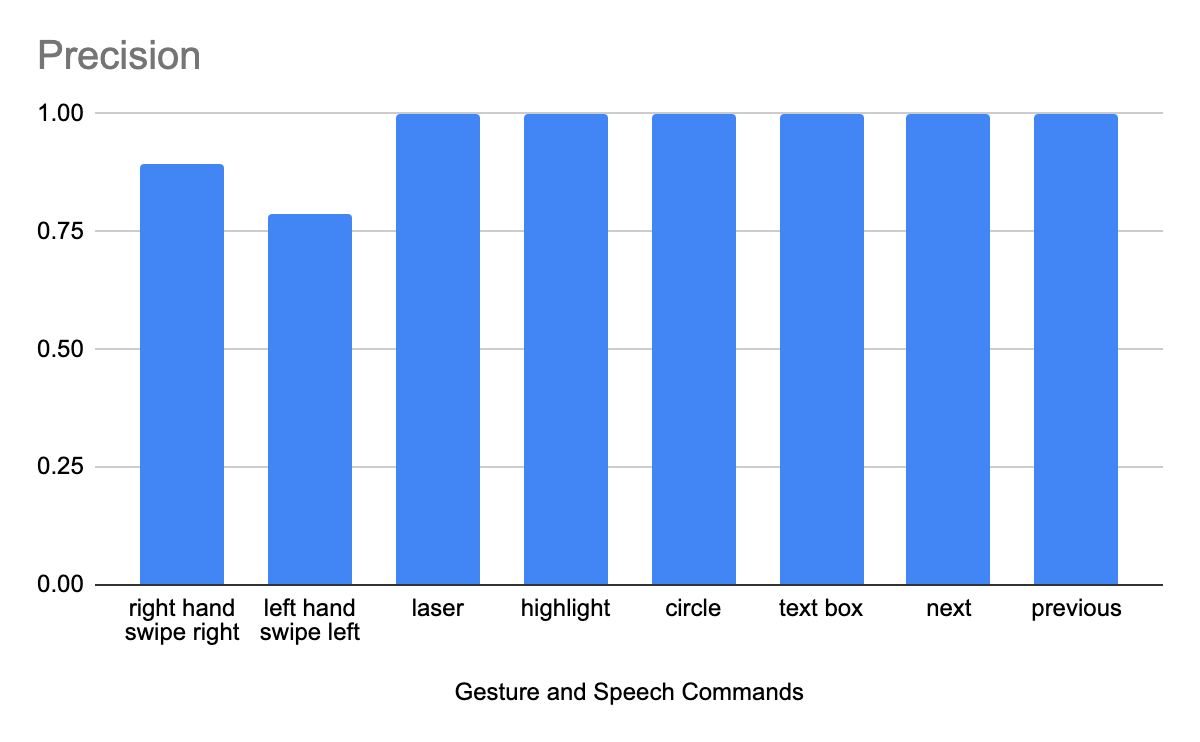 Precision
1.00
0.75
0.50
0.25
0.00
right hand swipe right
left hand swipe left
laser
highlight
circle
text box
next
previous
Gesture and Speech Commands